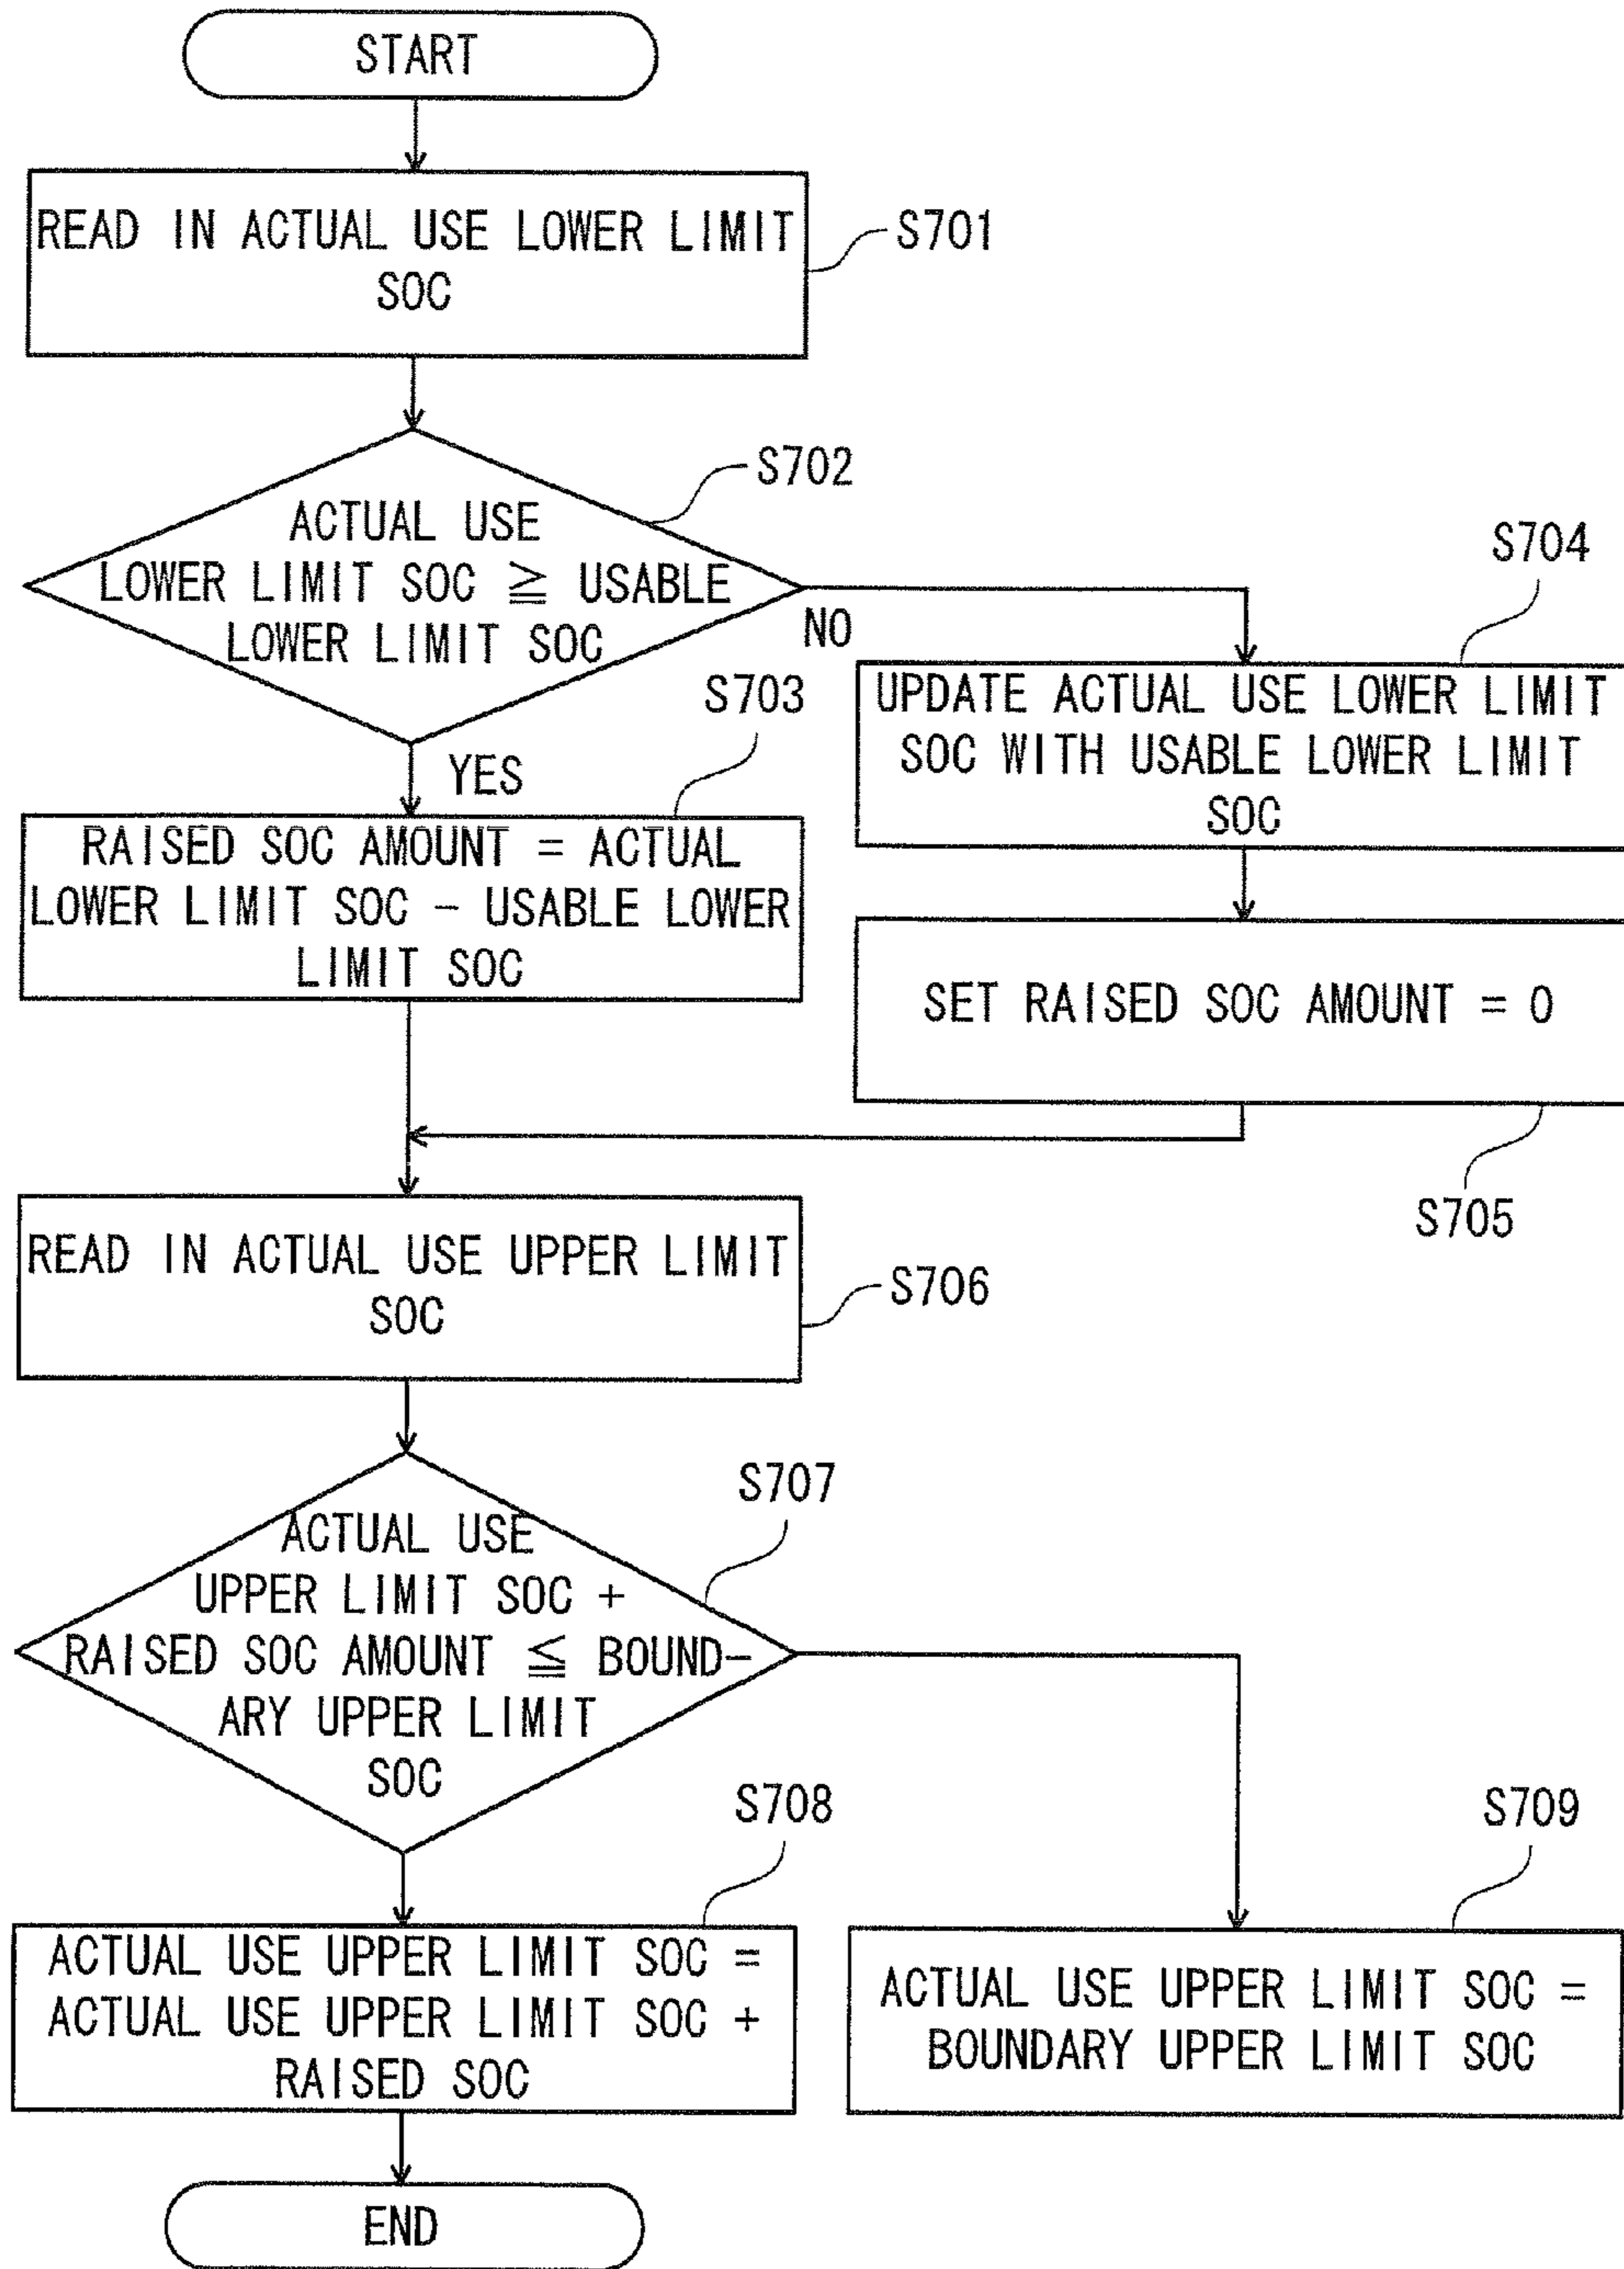 START
READ IN ACTUAL USE LOWER LIMIT
SOC
S701
ACTUAL USE
LOWER LIMIT SOC ≧ USABLE
LOWER LIMIT SOC
S702
NO
YES
S703
RAISED SOC AMOUNT = ACTUAL
LOWER LIMIT SOC - USABLE LOWER
LIMIT SOC
S704
UPDATE ACTUAL USE LOWER LIMIT
SOC WITH USABLE LOWER LIMIT
SOC
SET RAISED SOC AMOUNT = 0
S705
READ IN ACTUAL USE UPPER LIMIT
SOC
S706
ACTUAL USE
UPPER LIMIT SOC +
RAISED SOC AMOUNT ≦ BOUND-
ARY UPPER LIMIT
SOC
S707
S708
ACTUAL USE UPPER LIMIT SOC =
ACTUAL USE UPPER LIMIT SOC +
RAISED SOC
S709
ACTUAL USE UPPER LIMIT SOC =
BOUNDARY UPPER LIMIT SOC
END